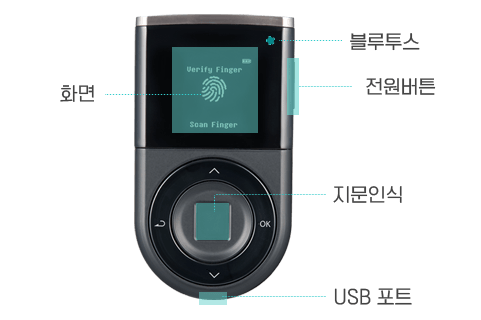 블루투스
전원버튼
화면
Verify Finger
Scan Finger
지문인식
OK
USB 포트